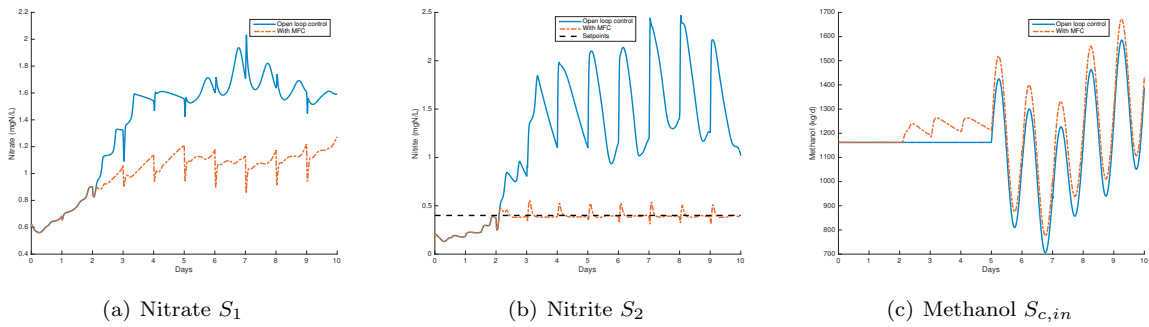 2.2
2
1.8
1.6
1.4
1.2
1
0.8
0.6
0.4
Nitrate (mgN/L)
Open loop control
With MFC
0 1 2 3 4 5 6 7 8 9 10
Days
(a) Nitrate S1
2.5
2
1.5
1
0.5
0
Nitrite (mgN/L)
Open loop control
With MFC
Setpoints
0 1 2 3 4 5 6 7 8 9 10
Days
(b) Nitrite S2
1700
1600
1500
1400
1300
1200
1100
1000
900
800
700
Methanol (kg/d)
Open loop control
With MFC
0 1 2 3 4 5 6 7 8 9 10
Days
(c) Methanol Sc,in